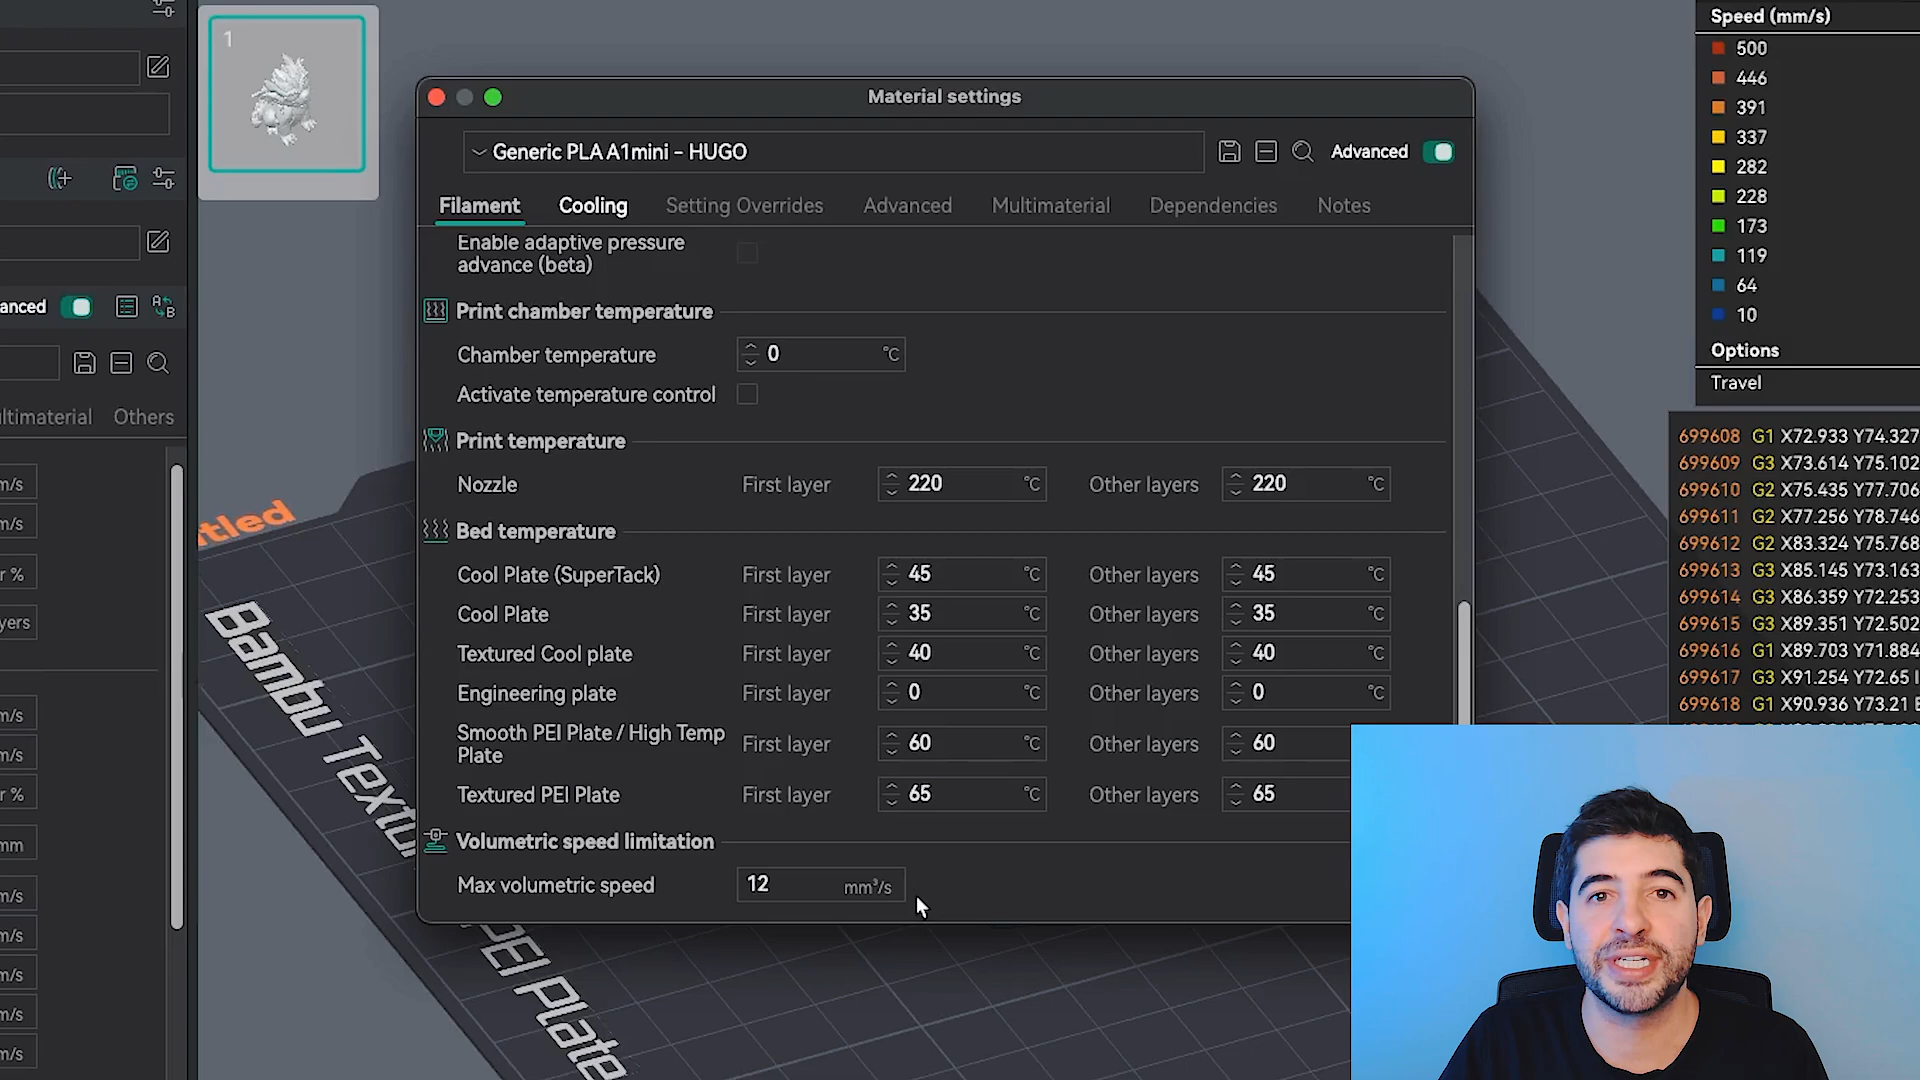 1
Material settings
Generic PLA A1mini – HUGO
Advanced
Filament Cooling Setting Overrides Advanced Multimaterial Dependencies Notes
Enable adaptive pressure
advance (beta)
Print chamber temperature
Chamber temperature 0 °C
Activate temperature control
Print temperature
Nozzle First layer 220 °C Other layers 220 °C
Bed temperature
Cool Plate (SuperTack) First layer 45 °C Other layers 45 °C
Cool Plate First layer 35 °C Other layers 35 °C
Textured Cool plate First layer 40 °C Other layers 40 °C
Engineering plate First layer 0 °C Other layers 0 °C
Smooth PEI Plate / High Temp
Plate First layer 60 °C Other layers 60
Textured PEI Plate First layer 65 °C Other layers 65
Volumetric speed limitation
Max volumetric speed 12 mm³/s
anced
ltimaterial Others
m/s
m/s
r %
yers
m/s
m/s
r %
mm
m/s
m/s
m/s
m/s
m/s
tled
Bambu Textur
PEI Plate
Speed (mm/s)
500
446
391
337
282
228
173
119
64
10
Options
Travel
699608 G1 X72.933 Y74.327
699609 G3 X73.614 Y75.102
699610 G2 X75.435 Y77.706
699611 G2 X77.256 Y78.746
699612 G2 X83.324 Y75.768
699613 G3 X85.145 Y73.163
699614 G3 X86.359 Y72.253
699615 G3 X89.351 Y72.502
699616 G1 X89.703 Y71.884
699617 G3 X91.254 Y72.65 I
699618 G1 X90.936 Y73.21 E